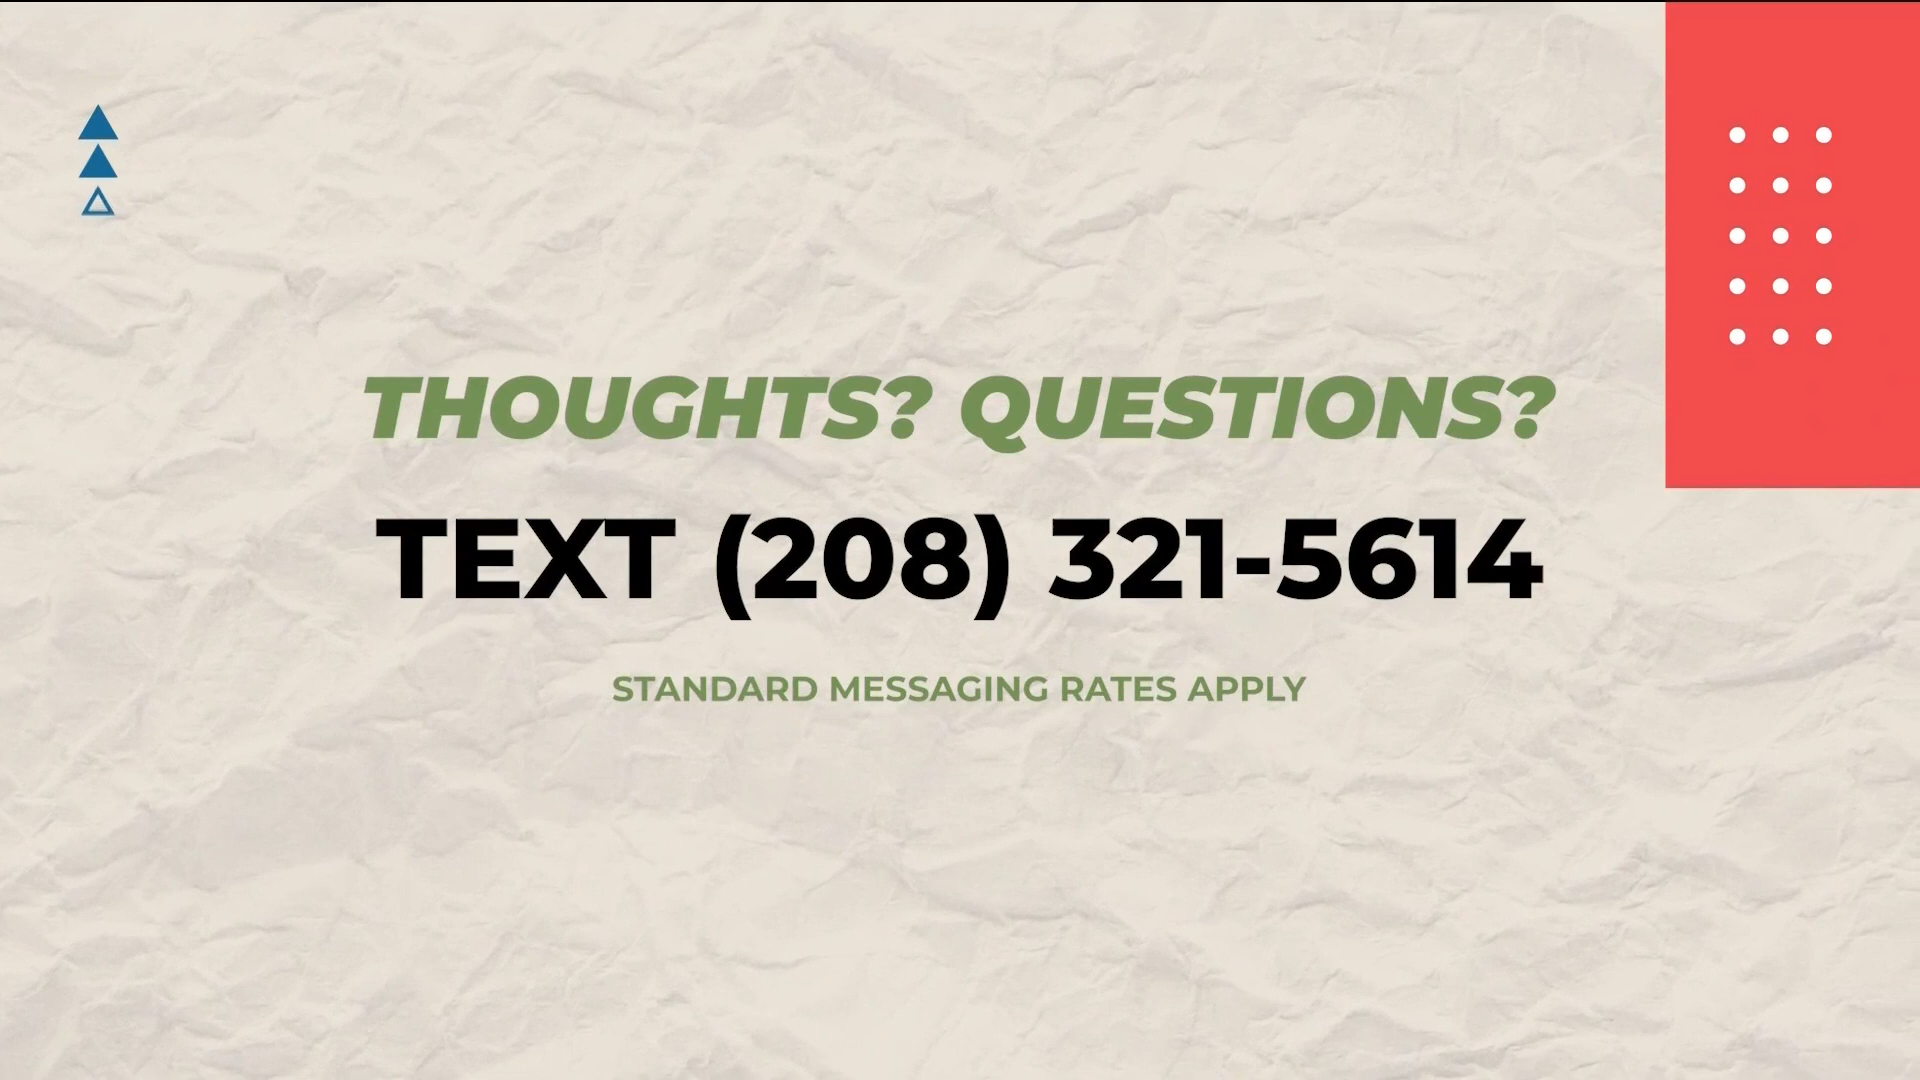 THOUGHTS? QUESTIONS?
TEXT (208) 321-5614
STANDARD MESSAGING RATES APPLY